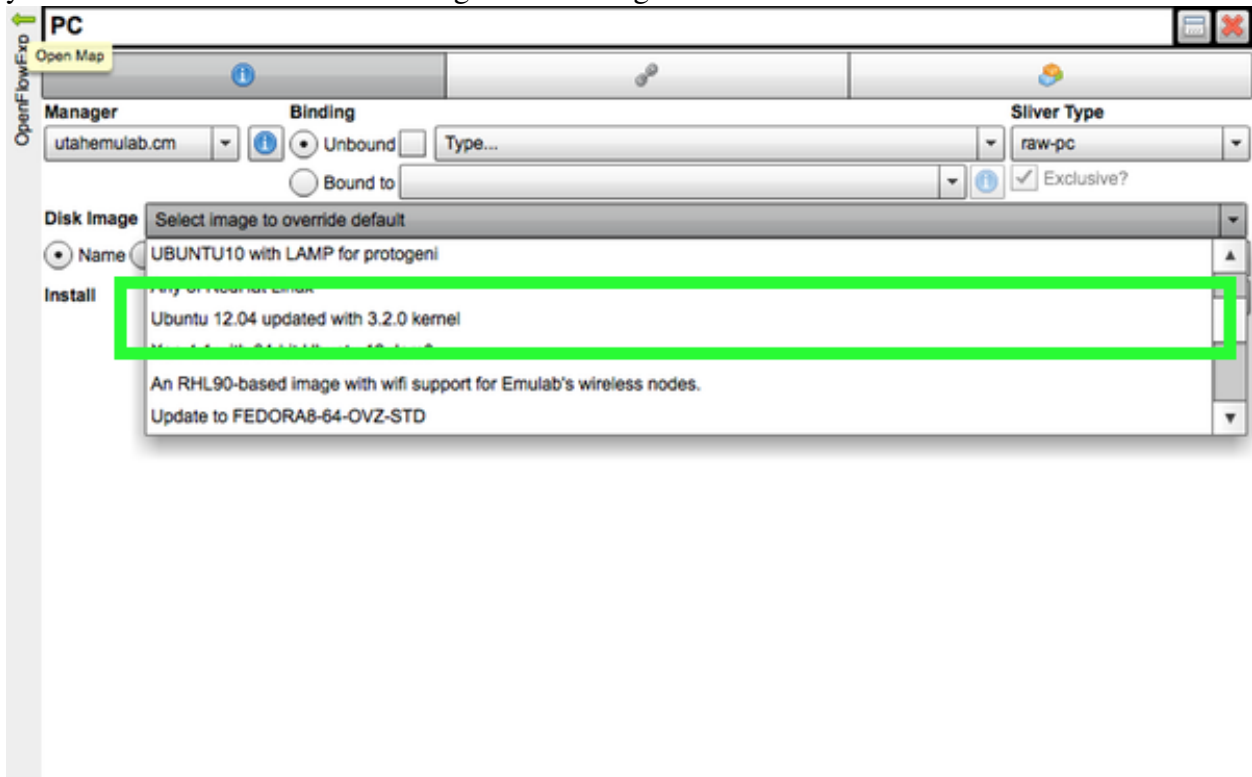 PC
Open Map
OpenFlowExp
Manager
Binding
Sliver Type
utahemulab.cm
Unbound
Type...
raw-pc
Bound to
Exclusive?
Disk Image
Select image to override default
Name
UBUNTU10 with LAMP for protogeni
Install
Ubuntu 12.04 updated with 3.2.0 kernel
An RHL90-based image with wifi support for Emulab's wireless nodes.
Update to FEDORA8-64-OVZ-STD